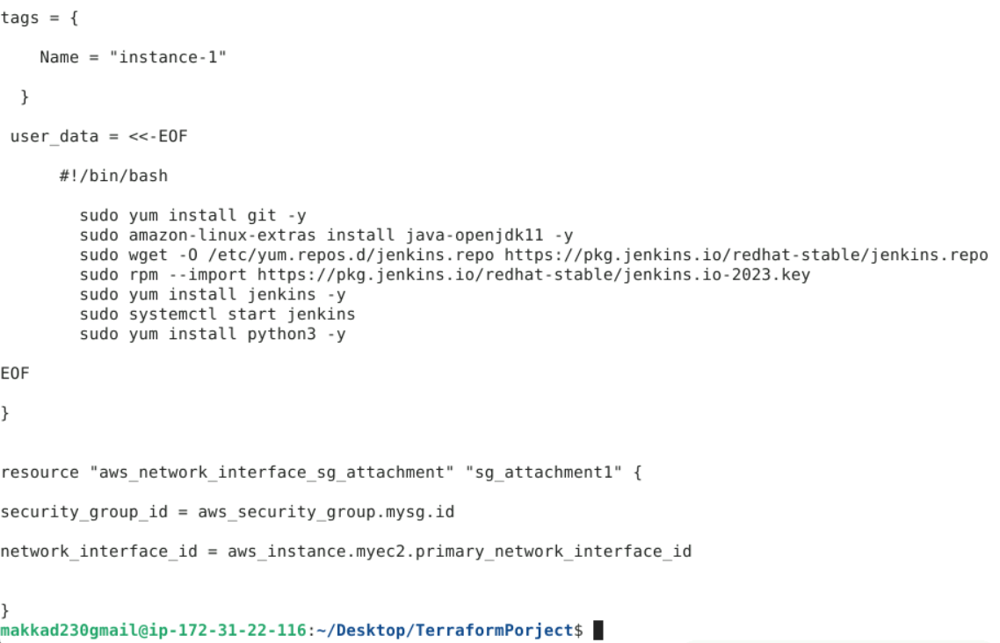 tags = {
Name = "instance-1"
}
user_data = <<-EOF
#!/bin/bash
sudo yum install git -y
sudo amazon-linux-extras install java-openjdk11 -y
sudo wget -O /etc/yum.repos.d/jenkins.repo https://pkg.jenkins.io/redhat-stable/jenkins.repo
sudo rpm --import https://pkg.jenkins.io/redhat-stable/jenkins.io-2023.key
sudo yum install jenkins -y
sudo systemctl start jenkins
sudo yum install python3 -y
EOF
}
resource "aws_network_interface_sg_attachment" "sg_attachment1" {
security_group_id = aws_security_group.mysg.id
network_interface_id = aws_instance.myec2.primary_network_interface_id
}
makkad230gmail@ip-172-31-22-116:~/Desktop/TerraformPorject$